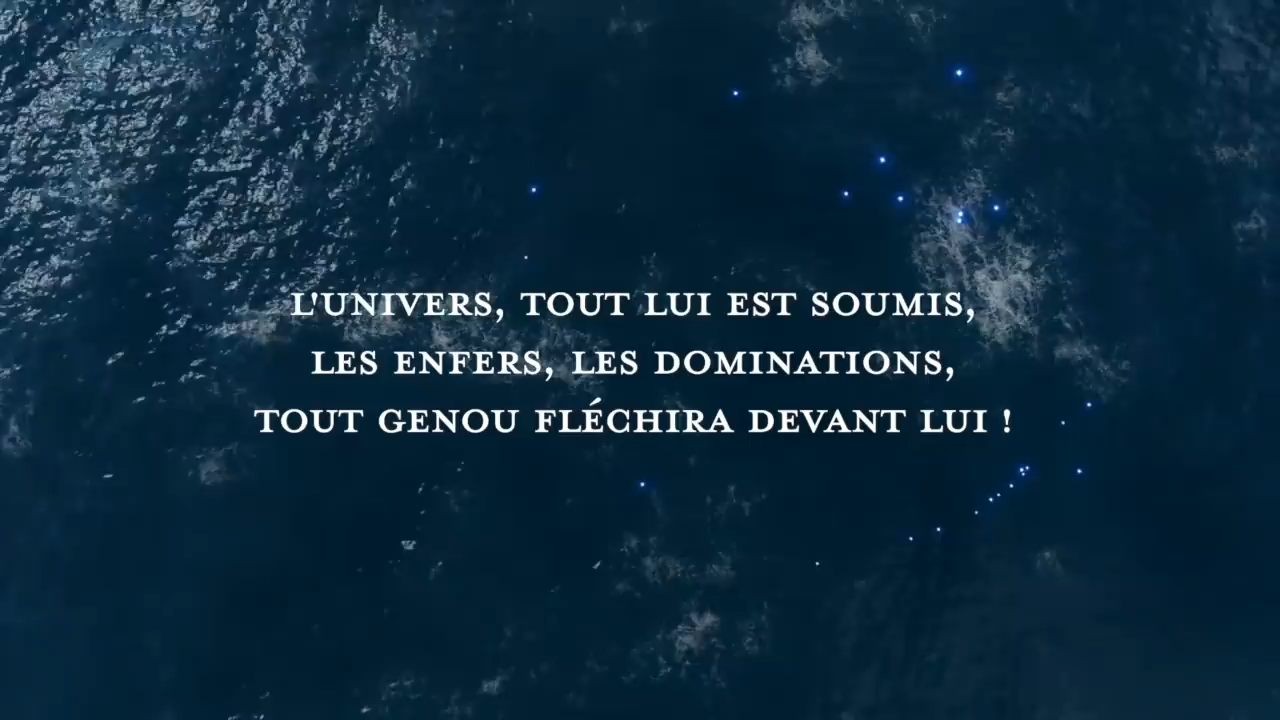 L'UNIVERS, TOUT LUI EST SOUMIS,
LES ENFERS, LES DOMINATIONS,
TOUT GENOU FLÉCHIRA DEVANT LUI !